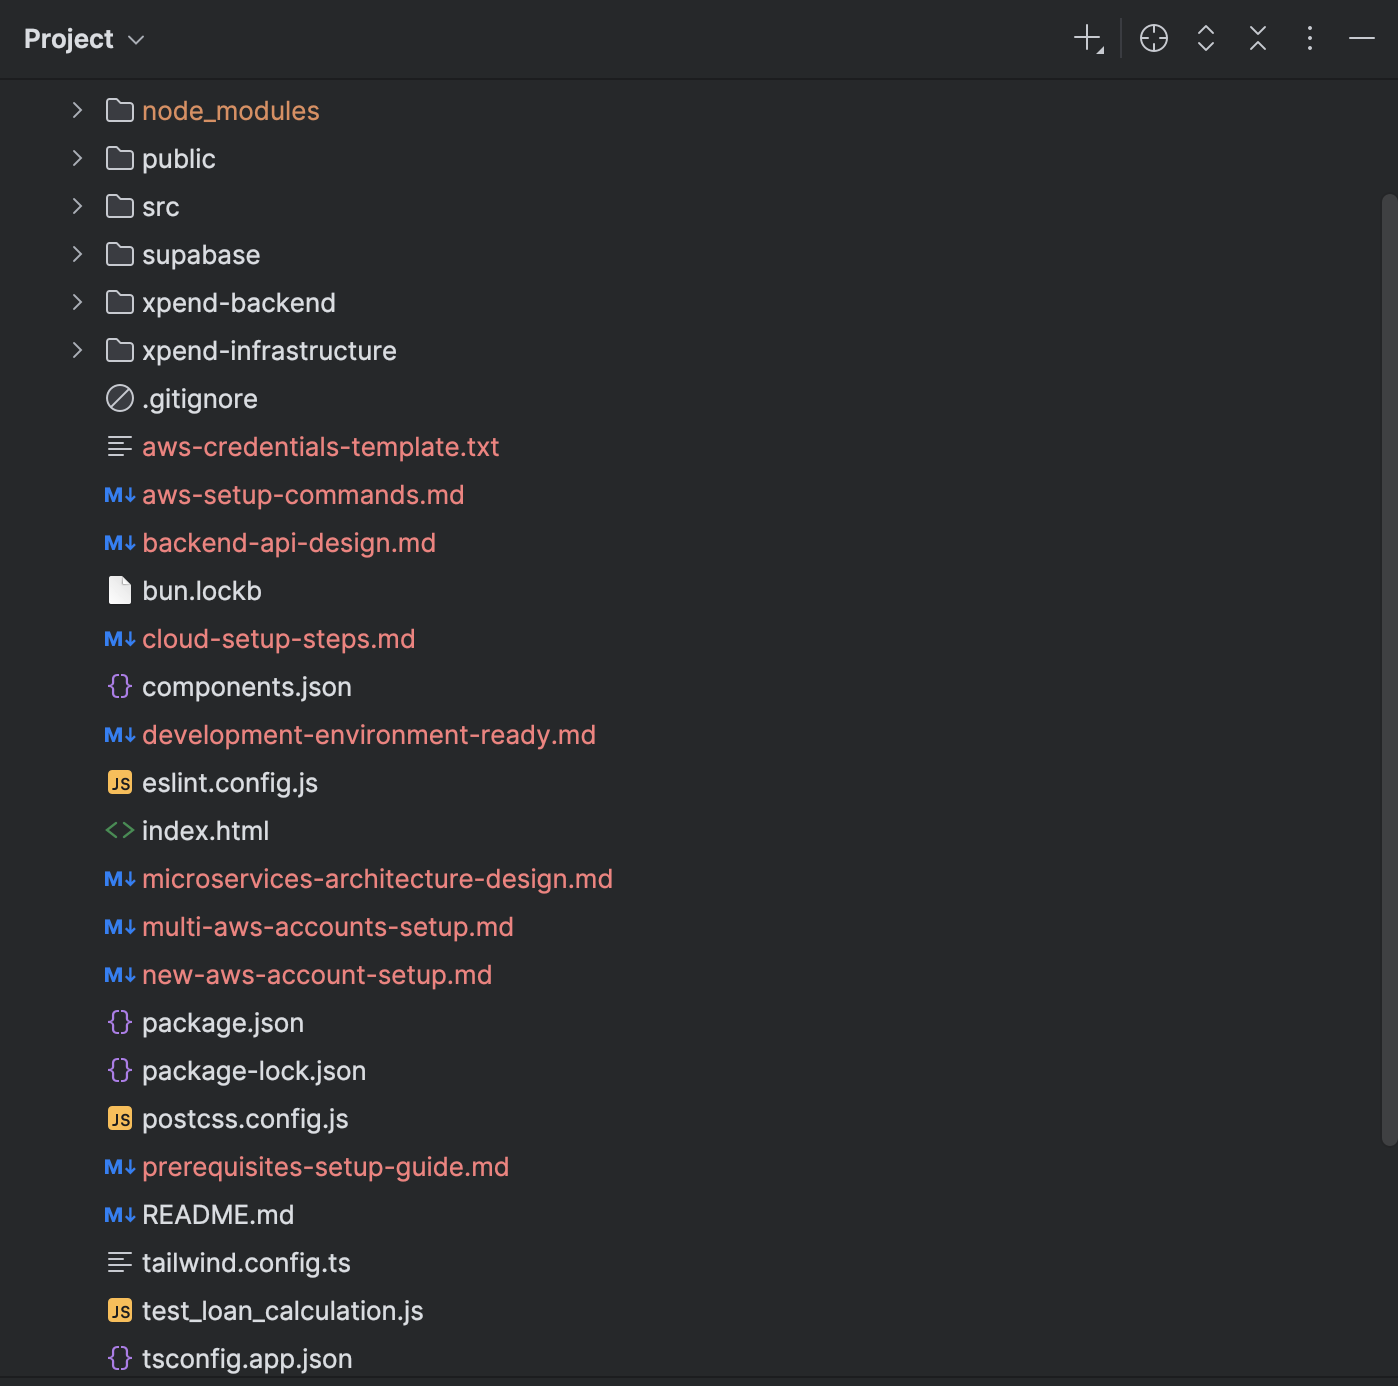 Project
node_modules
public
src
supabase
xpend-backend
xpend-infrastructure
.gitignore
aws-credentials-template.txt
M↓ aws-setup-commands.md
M↓ backend-api-design.md
bun.lockb
M↓ cloud-setup-steps.md
{} components.json
M↓ development-environment-ready.md
JS eslint.config.js
<> index.html
M↓ microservices-architecture-design.md
M↓ multi-aws-accounts-setup.md
M↓ new-aws-account-setup.md
{} package.json
{} package-lock.json
JS postcss.config.js
M↓ prerequisites-setup-guide.md
M↓ README.md
tailwind.config.ts
JS test_loan_calculation.js
{} tsconfig.app.json